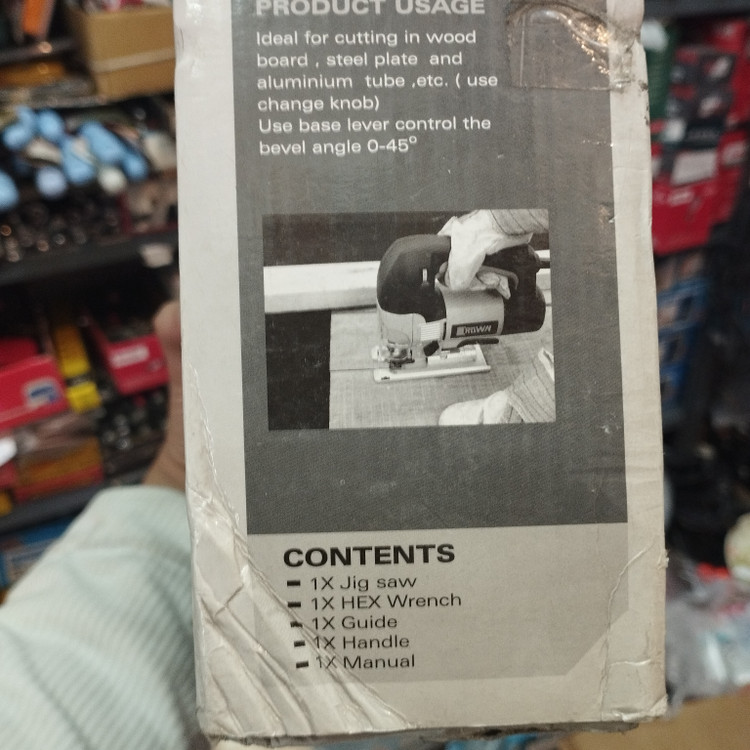 PRODUCT USAGE
Ideal for cutting in wood
board , steel plate and
aluminium tube ,etc. ( use
change knob)
Use base lever control the
bevel angle 0-45°
CROWN
CONTENTS
- 1X Jig saw
- 1X HEX Wrench
- 1X Guide
- 1X Handle
- 1X Manual